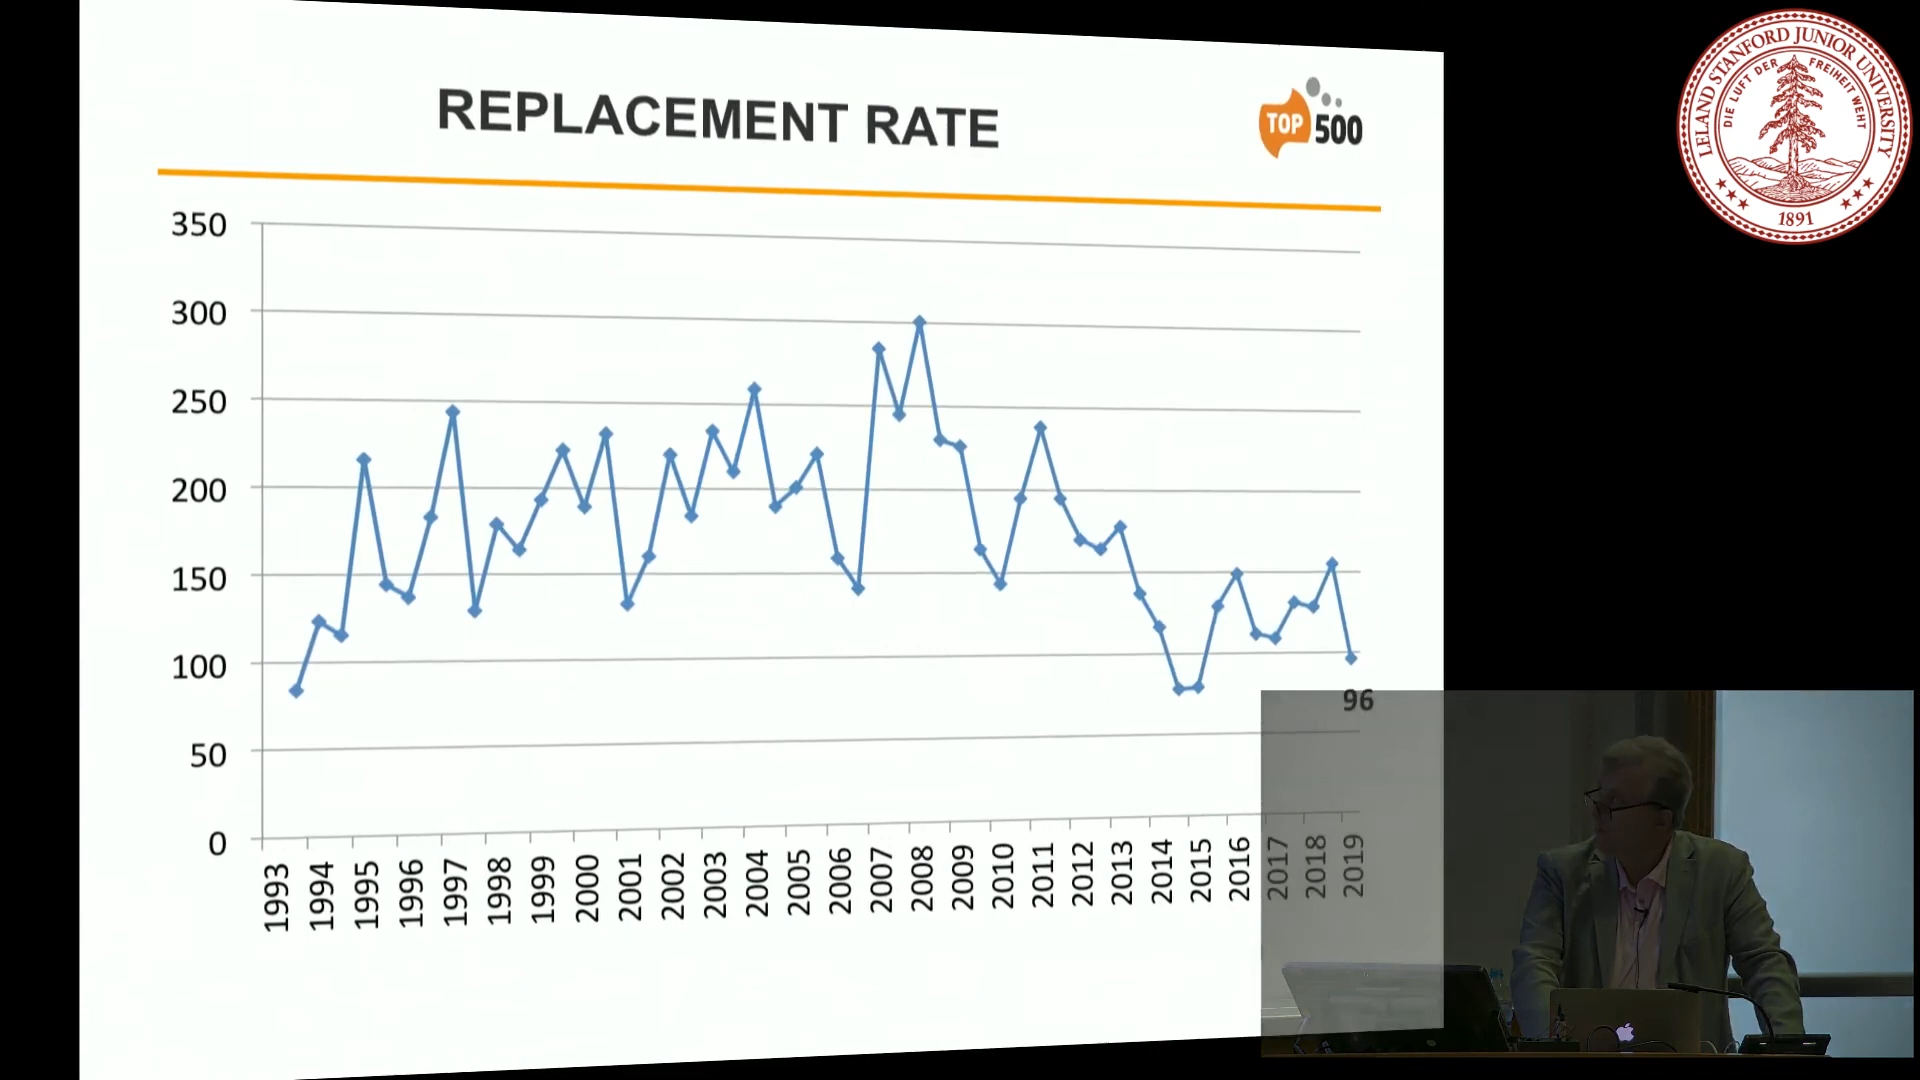 REPLACEMENT RATE
TOP 500
350
300
250
200
150
100
50
0
96
1993 1994 1995 1996 1997 1998 1999 2000 2001 2002 2003 2004 2005 2006 2007 2008 2009 2010 2011 2012 2013 2014 2015 2016 2017 2018 2019
LELAND STANFORD JUNIOR UNIVERSITY
DIE LUFT DER FREIHEIT WEHT
1891